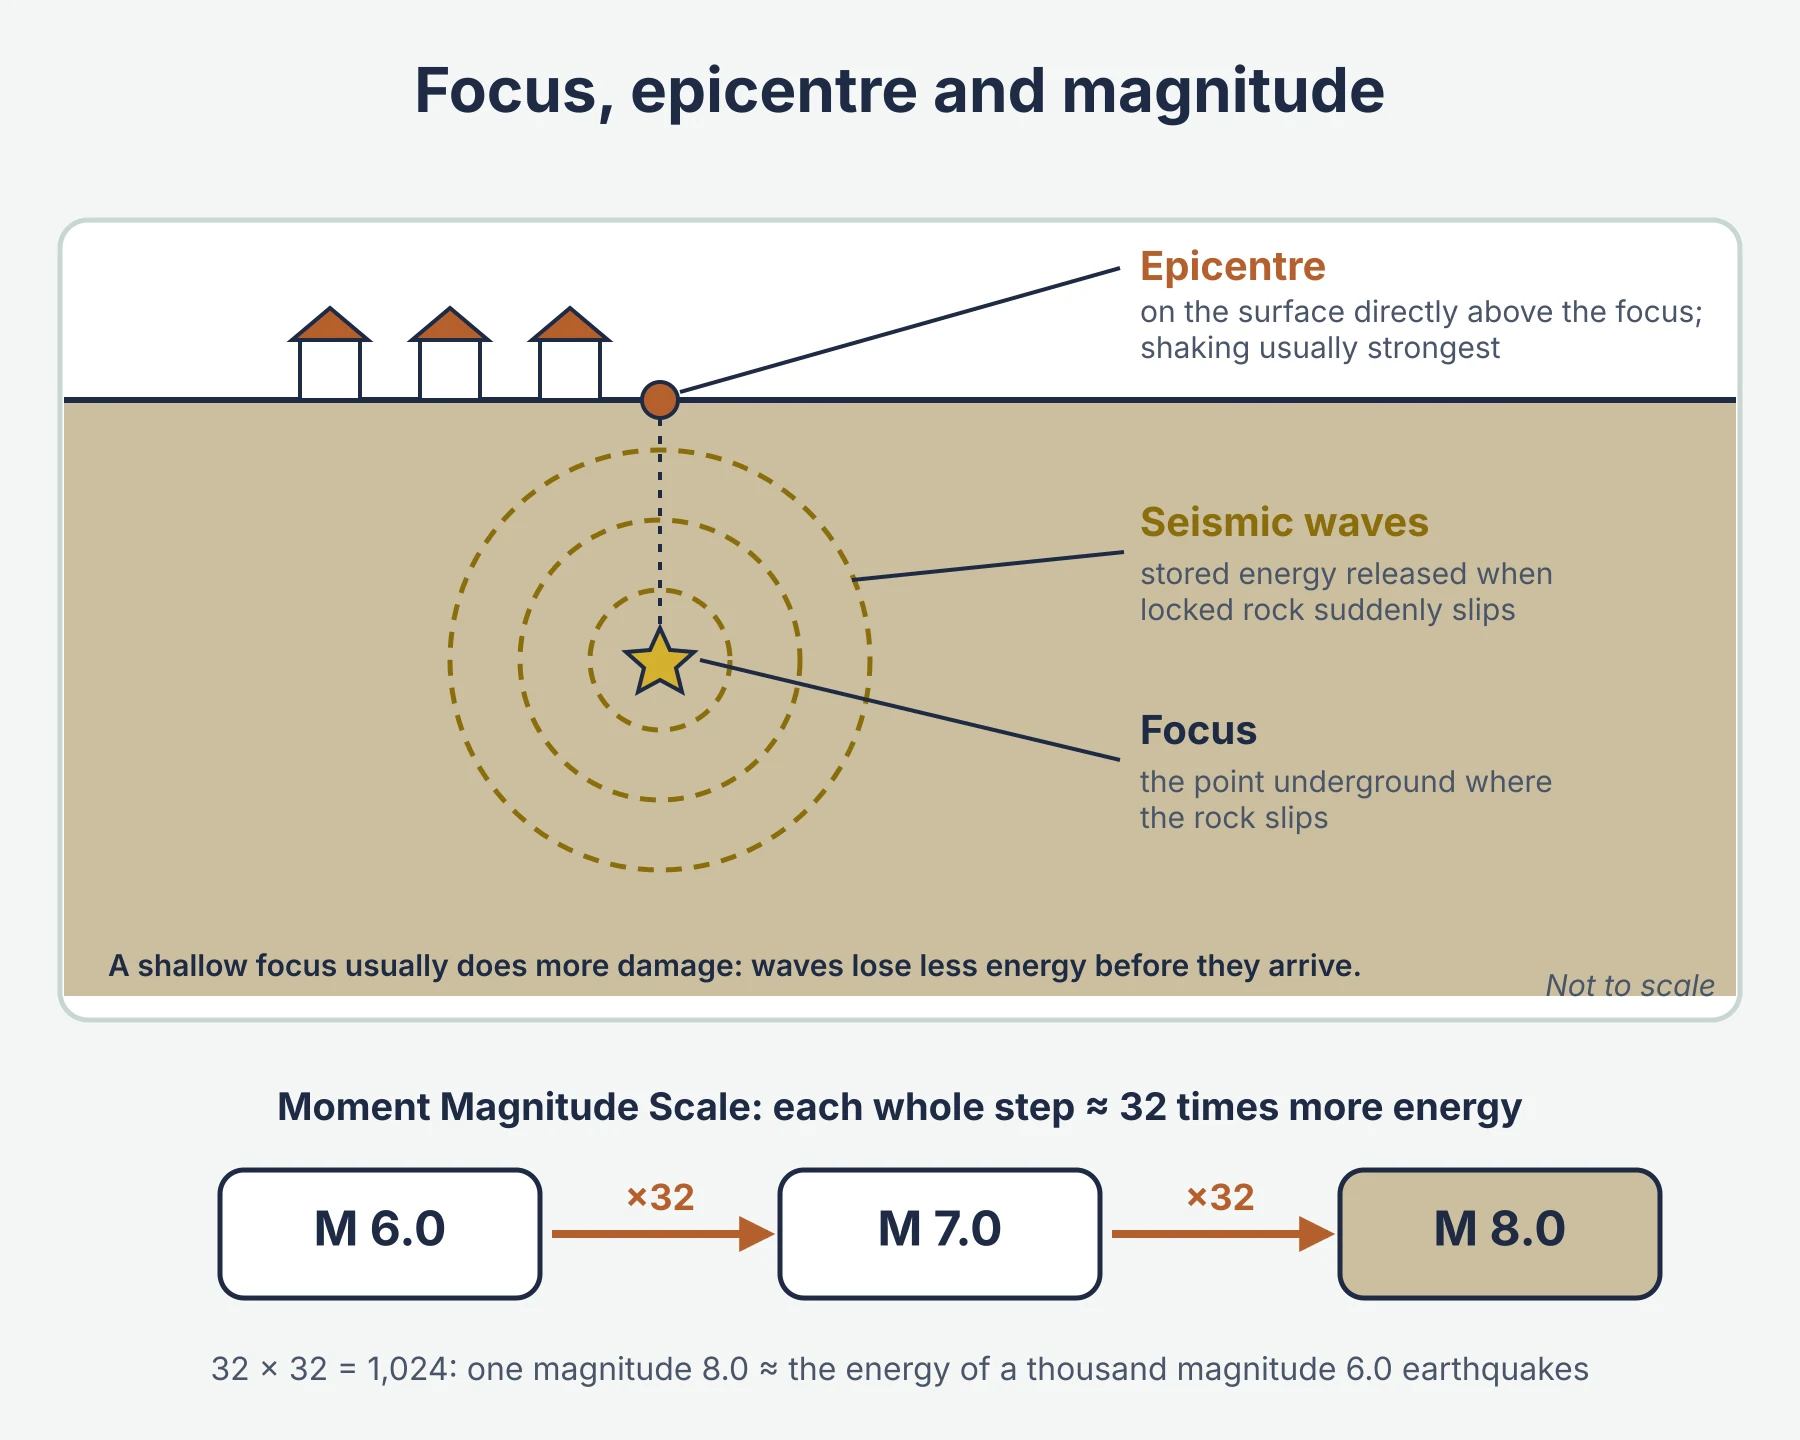 Focus, epicentre and magnitude
Epicentre
on the surface directly above the focus;
shaking usually strongest
Seismic waves
stored energy released when
locked rock suddenly slips
Focus
the point underground where
the rock slips
A shallow focus usually does more damage: waves lose less energy before they arrive.
Not to scale
Moment Magnitude Scale: each whole step ≈ 32 times more energy
M 6.0
×32
M 7.0
×32
M 8.0
32 × 32 = 1,024: one magnitude 8.0 ≈ the energy of a thousand magnitude 6.0 earthquakes